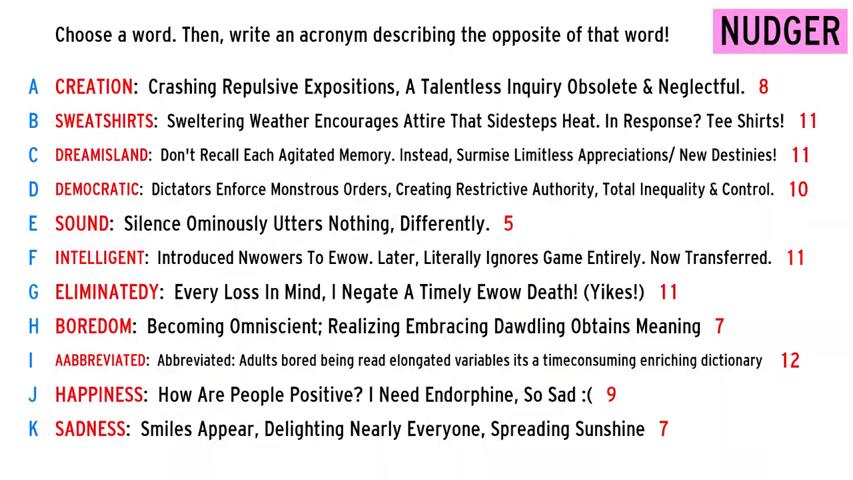 Choose a word. Then, write an acronym describing the opposite of that word!
NUDGER
A CREATION: Crashing Repulsive Expositions, A Talentless Inquiry Obsolete & Neglectful. 8
B SWEATSHIRTS: Sweltering Weather Encourages Attire That Sidesteps Heat. In Response? Tee Shirts! 11
C DREAMISLAND: Don't Recall Each Agitated Memory. Instead, Surmise Limitless Appreciations/ New Destinies! 11
D DEMOCRATIC: Dictators Enforce Monstrous Orders, Creating Restrictive Authority, Total Inequality & Control. 10
E SOUND: Silence Ominously Utters Nothing, Differently. 5
F INTELLIGENT: Introduced Nwowers To Ewow. Later, Literally Ignores Game Entirely. Now Transferred. 11
G ELIMINATEDY: Every Loss In Mind, I Negate A Timely Ewow Death! (Yikes!) 11
H BOREDOM: Becoming Omniscient; Realizing Embracing Dawdling Obtains Meaning 7
I AABBREVIATED: Abbreviated: Adults bored being read elongated variables its a timeconsuming enriching dictionary 12
J HAPPINESS: How Are People Positive? I Need Endorphine, So Sad :( 9
K SADNESS: Smiles Appear, Delighting Nearly Everyone, Spreading Sunshine 7